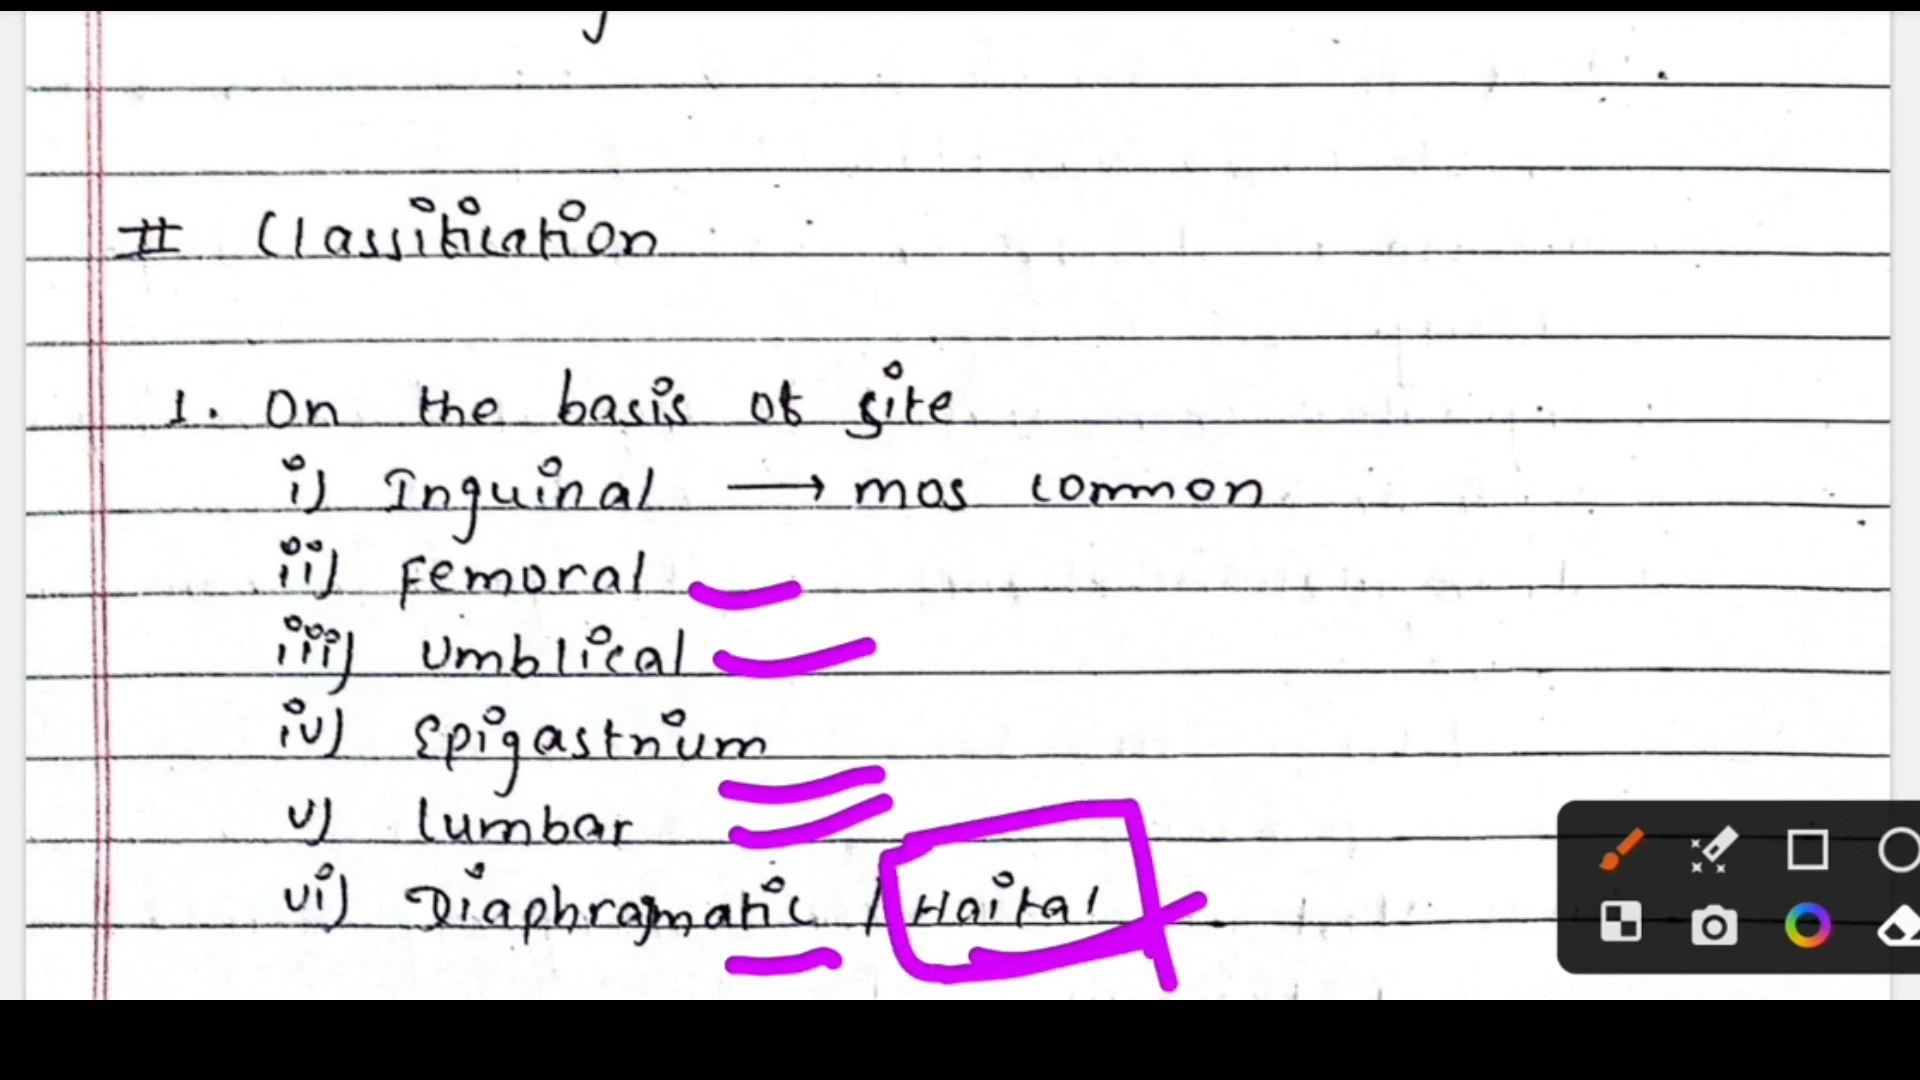 # Classification
1. On the basis of site
i) Inguinal → mos common
ii) Femoral
iii) Umblical
iv) Epigastrium
v) lumbar
vi) Diaphragmatic / Haital